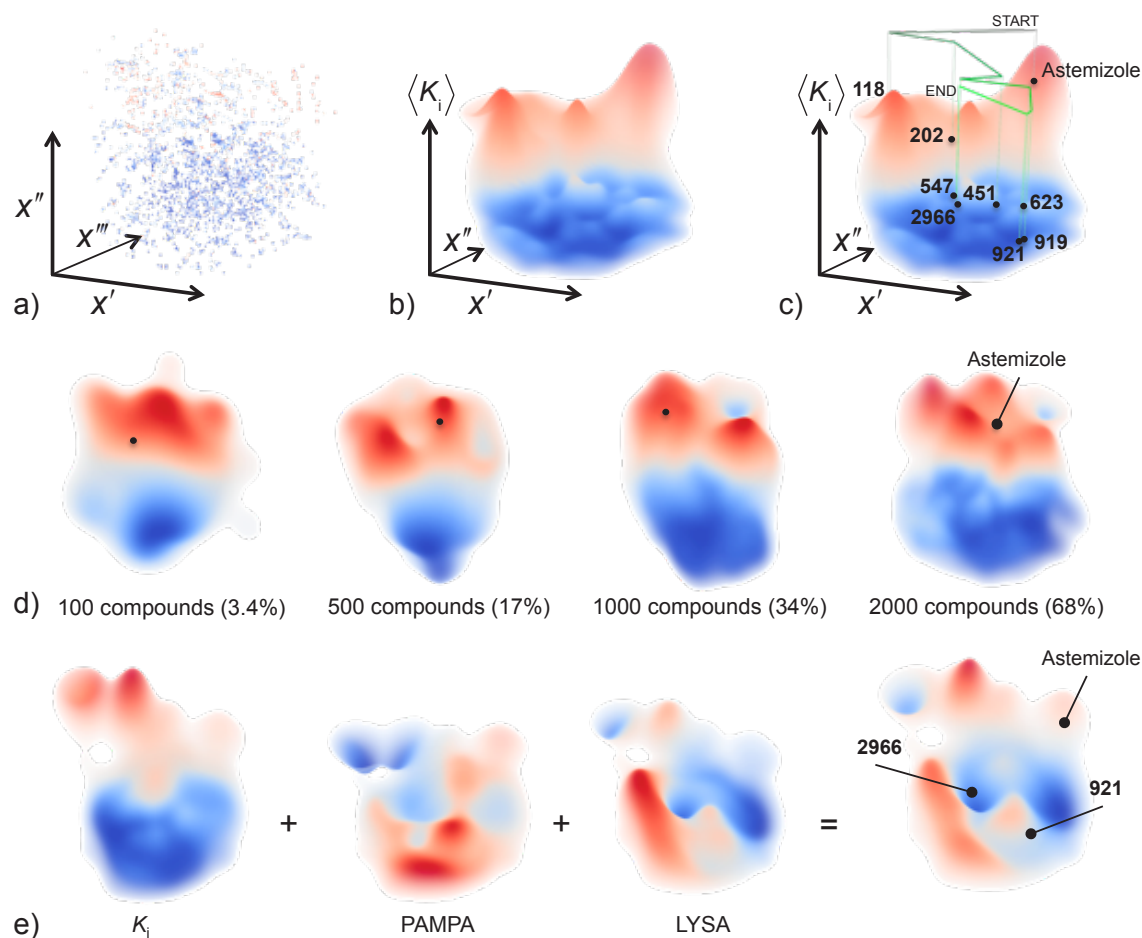 x″
x‴
x′
a)
⟨Ki⟩
x″
x′
b)
START
END
⟨Ki⟩
118
Astemizole
202
547
451
2966
623
921
919
x″
x′
c)
Astemizole
d)
100 compounds (3.4%)
500 compounds (17%)
1000 compounds (34%)
2000 compounds (68%)
Astemizole
2966
921
+
+
=
e)
Ki
PAMPA
LYSA